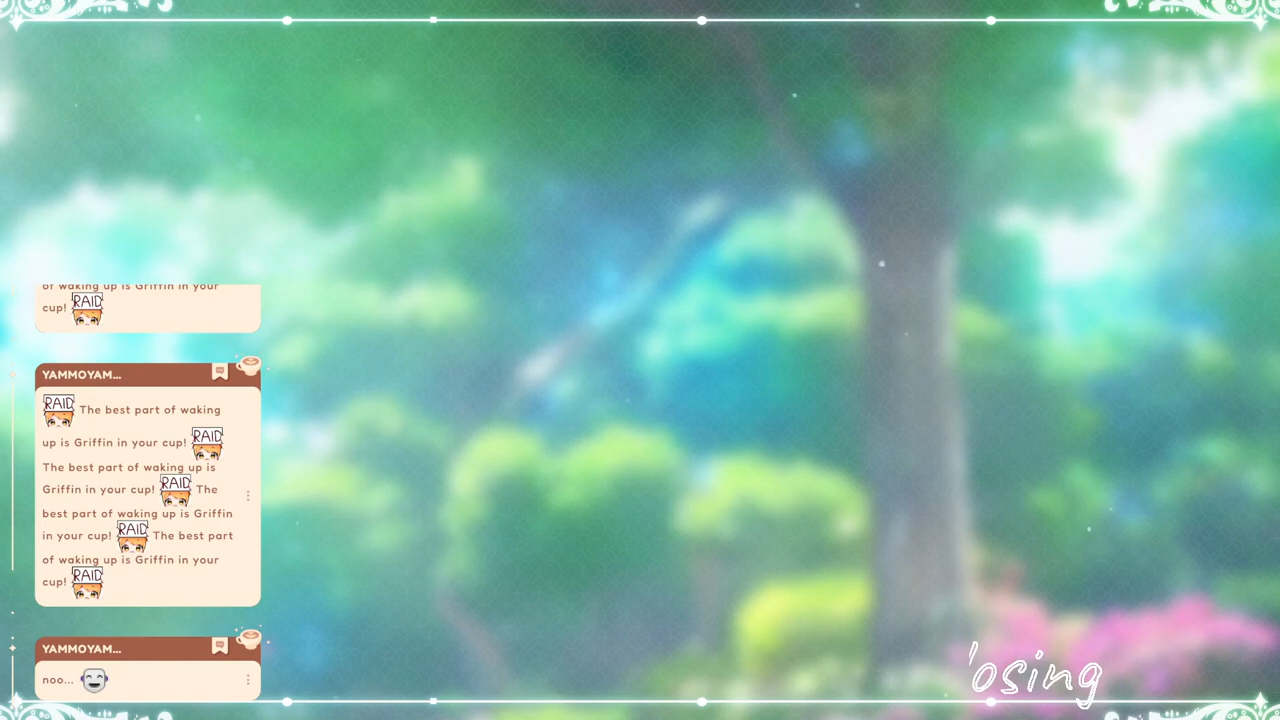 of waking up is Griffin in your
cup! RAID
YAMMOYAM...
RAID The best part of waking
up is Griffin in your cup! RAID
The best part of waking up is
Griffin in your cup! RAID The
best part of waking up is Griffin
in your cup! RAID The best part
of waking up is Griffin in your
cup! RAID
YAMMOYAM...
noo...
'osing